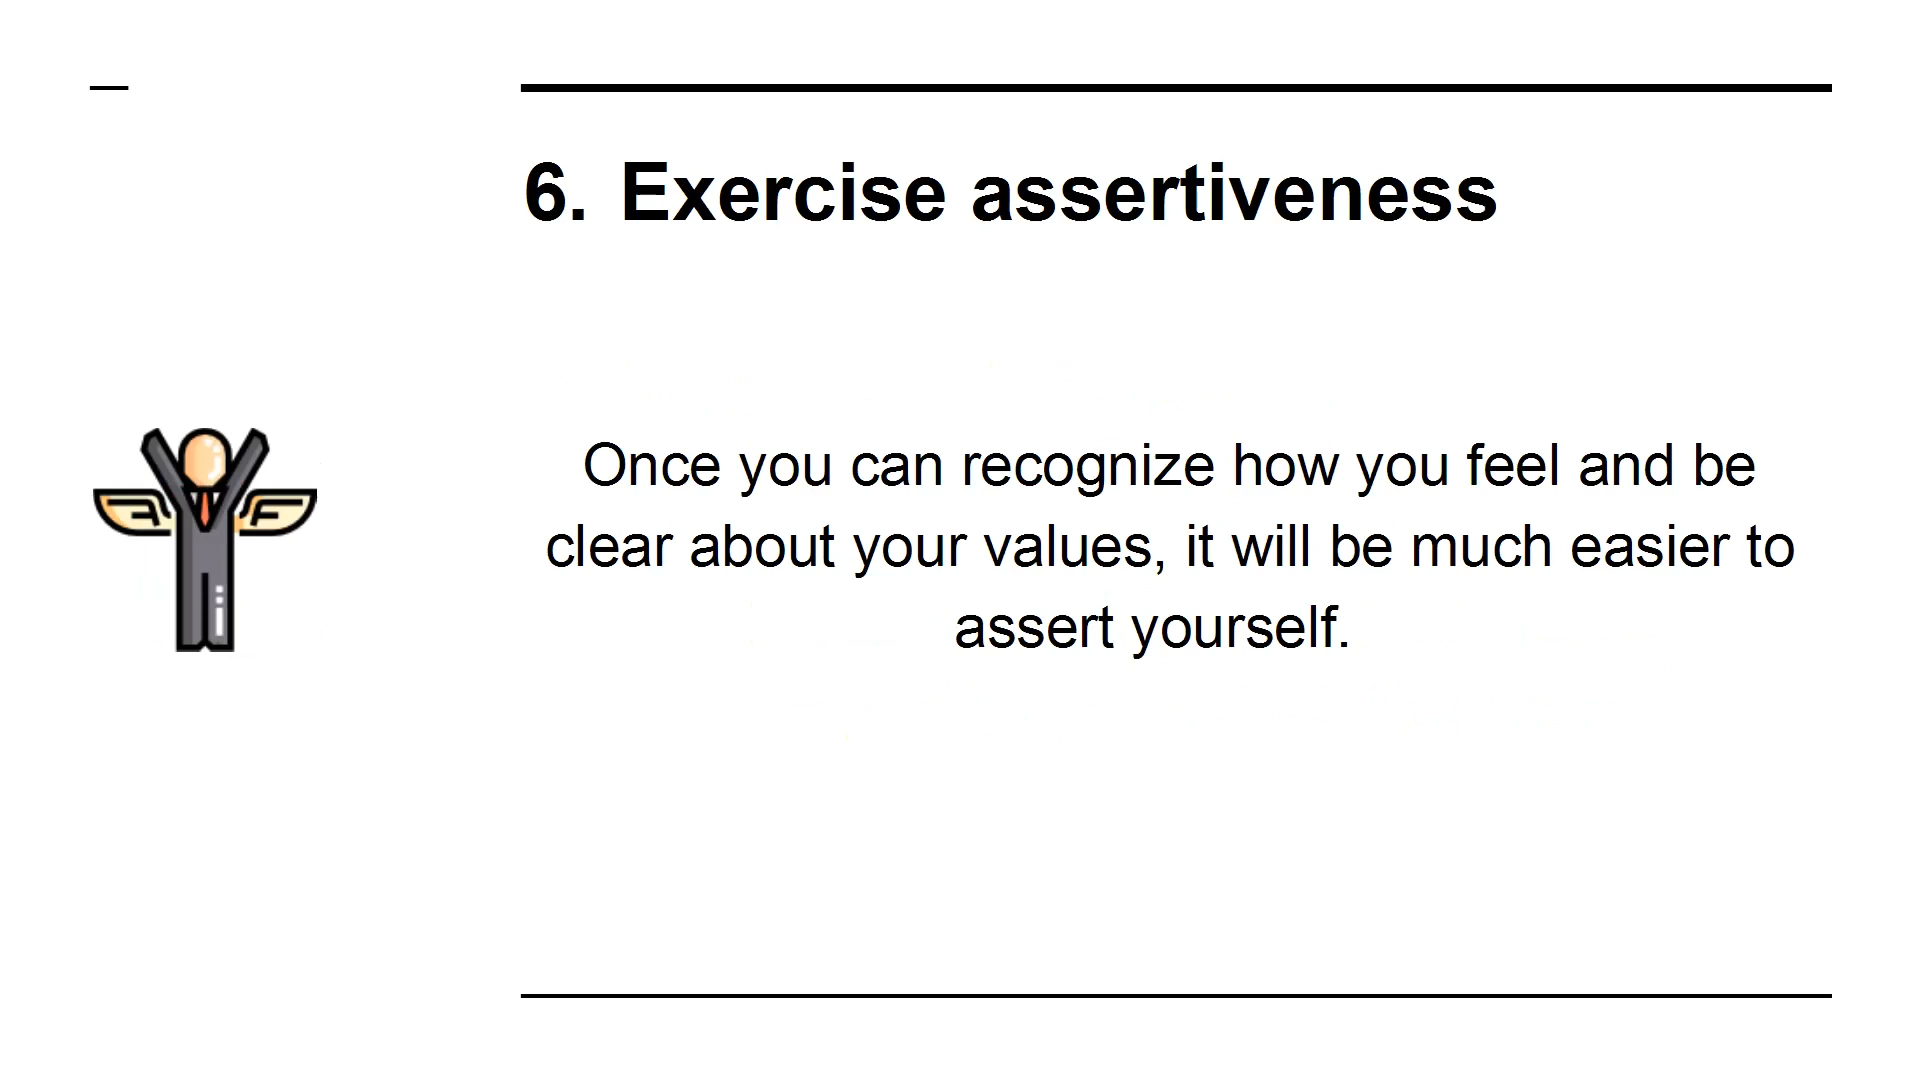 6. Exercise assertiveness
Once you can recognize how you feel and be
clear about your values, it will be much easier to
assert yourself.